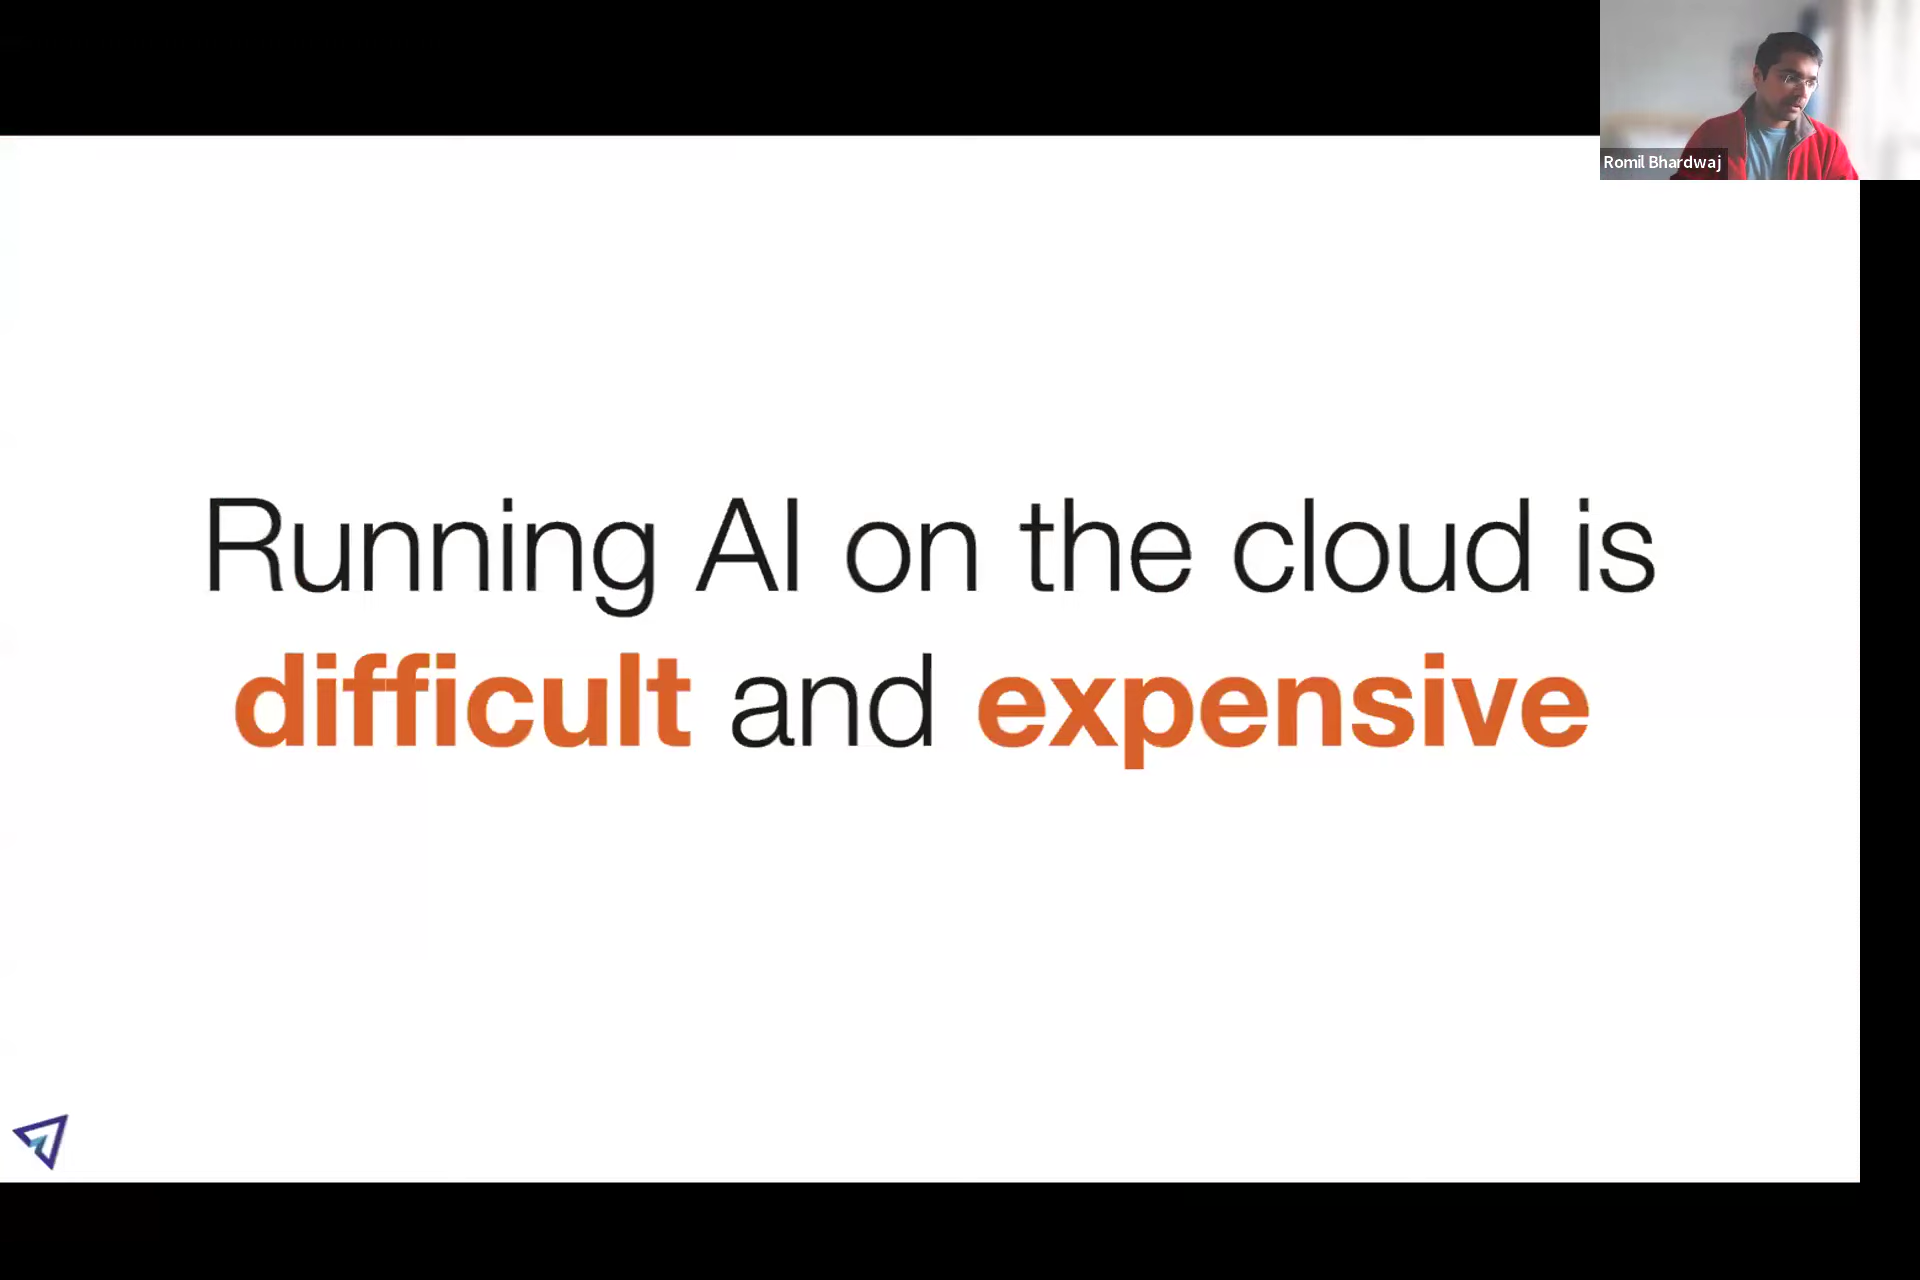 Romil Bhardwaj
Running AI on the cloud is
difficult and expensive